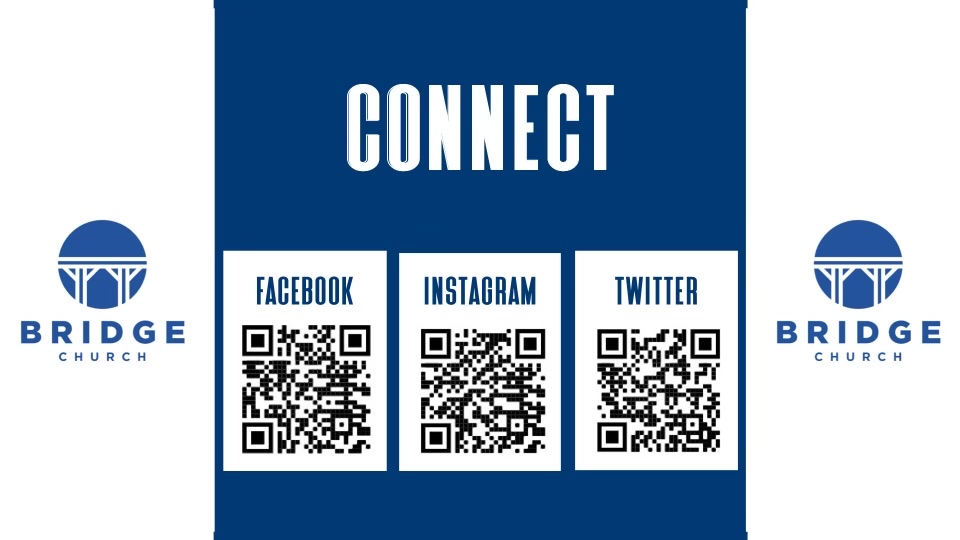 CONNECT
BRIDGE
CHURCH
FACEBOOK
INSTAGRAM
TWITTER
BRIDGE
CHURCH